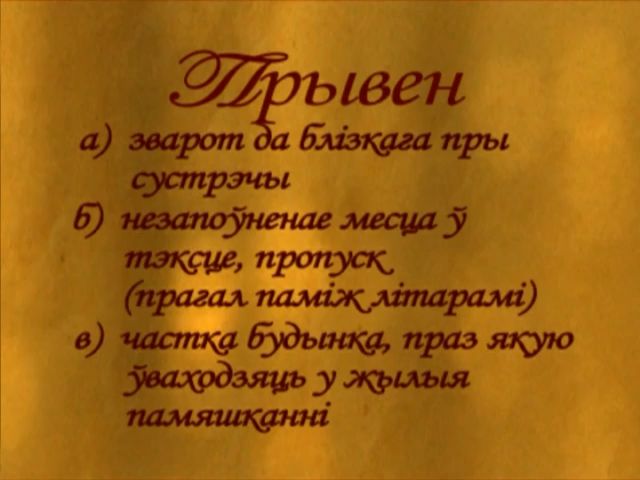 Прывен
а) зварот да блізкага пры
сустрэчы
б) незапоўненае месца ў
тэксце, пропуск
(прагал паміж літарамі)
в) частка будынка, праз якую
ўваходзяць у жылыя
памяшканні